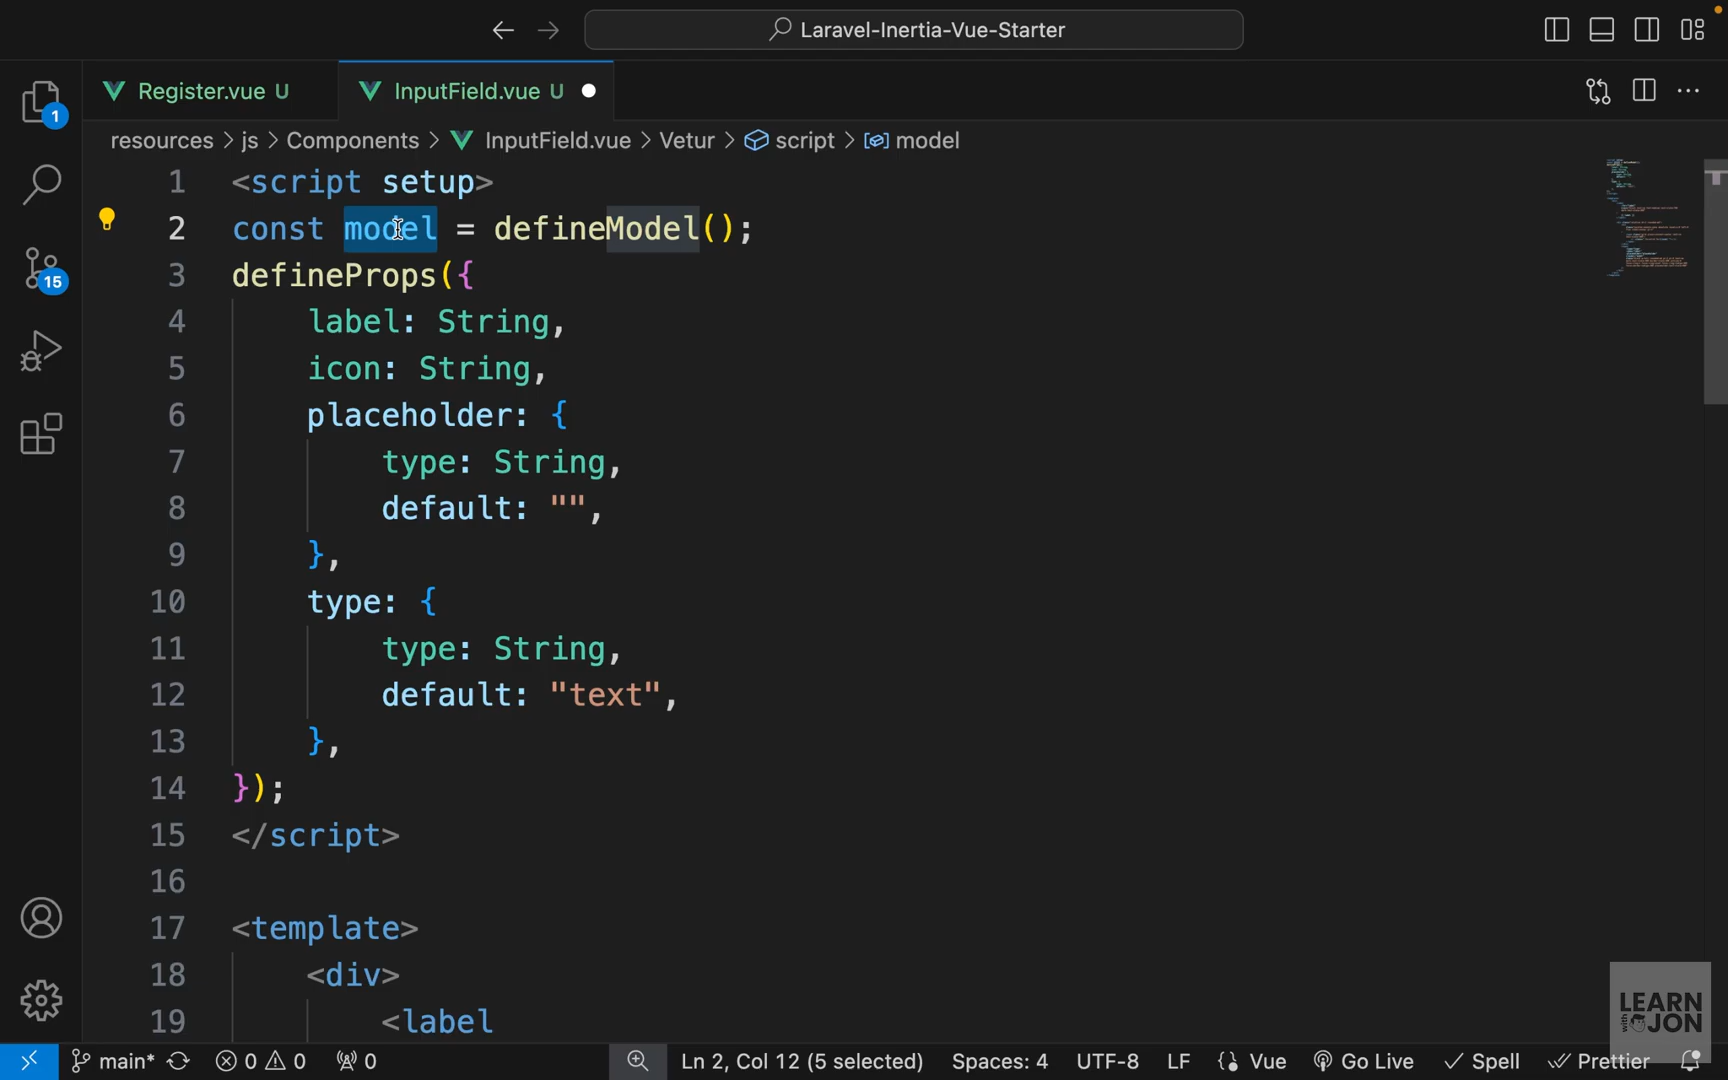 Laravel-Inertia-Vue-Starter
Register.vue U
InputField.vue U
resources > js > Components > InputField.vue > Vetur > script > model
1 <script setup>
2 const model = defineModel();
3 defineProps({
4 label: String,
5 icon: String,
6 placeholder: {
7 type: String,
8 default: "",
9 },
10 type: {
11 type: String,
12 default: "text",
13 },
14 });
15 </script>
16
17 <template>
18 <div>
19 <label
1
15
LEARN
with JON
main* 0 0 0 Ln 2, Col 12 (5 selected) Spaces: 4 UTF-8 LF Vue Go Live Spell Prettier